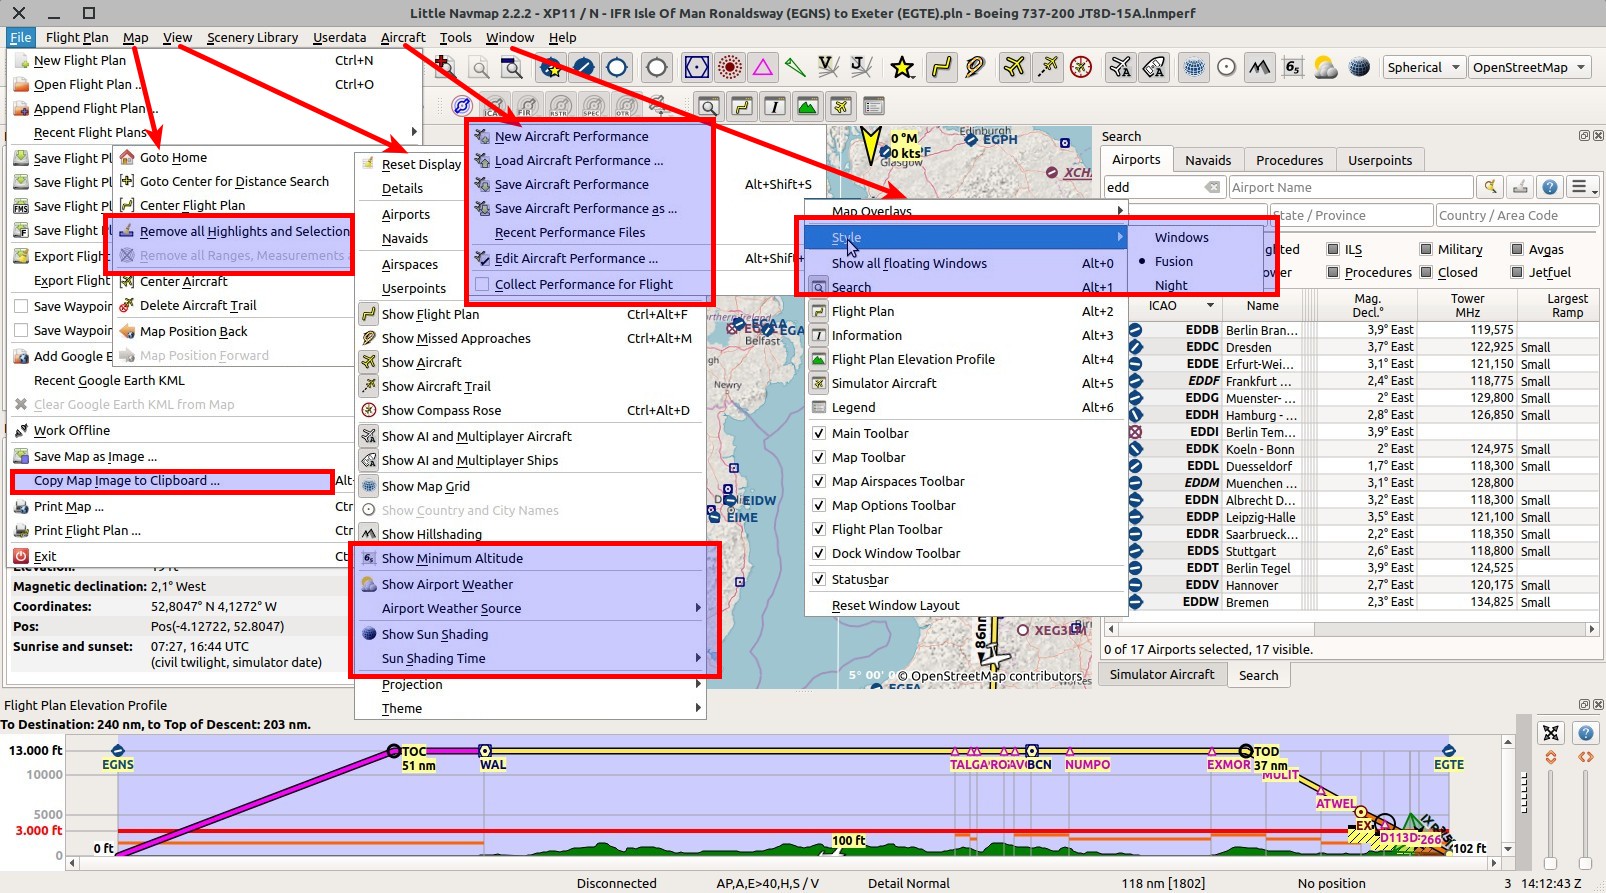 Little Navmap 2.2.2 - XP11 / N - IFR Isle Of Man Ronaldsway (EGNS) to Exeter (EGTE).pln - Boeing 737-200 JT8D-15A.lnmperf
File Flight Plan Map View Scenery Library Userdata Aircraft Tools Window Help
New Flight Plan Ctrl+N
Open Flight Plan ... Ctrl+O
Append Flight Plan ...
Recent Flight Plans
Save Flight Pl
Save Flight Pl
Save Flight Pl
Save Flight Pl
Export Flight
Export Flight
Save Waypoin
Save Waypoin
Add Google E
Recent Google Earth KML
Clear Google Earth KML from Map
Work Offline
Save Map as Image ...
Copy Map Image to Clipboard ... Alt+
Print Map ... Ctr
Print Flight Plan ... Ctr
Exit Ct
Goto Home
Goto Center for Distance Search
Center Flight Plan
Remove all Highlights and Selection
Remove all Ranges, Measurements a
Center Aircraft
Delete Aircraft Trail
Map Position Back
Map Position Forward
Reset Display
Details
Airports
Navaids
Airspaces
Userpoints
Show Flight Plan Ctrl+Alt+F
Show Missed Approaches Ctrl+Alt+M
Show Aircraft
Show Aircraft Trail
Show Compass Rose Ctrl+Alt+D
Show AI and Multiplayer Aircraft
Show AI and Multiplayer Ships
Show Map Grid
Show Country and City Names
Show Hillshading
Show Minimum Altitude
Show Airport Weather
Airport Weather Source
Show Sun Shading
Sun Shading Time
Projection
Theme
New Aircraft Performance
Load Aircraft Performance ...
Save Aircraft Performance Alt+Shift+S
Save Aircraft Performance as ...
Recent Performance Files
Edit Aircraft Performance ... Alt+Shift+
Collect Performance for Flight
Map Overlays
Style
Show all floating Windows Alt+0
Search Alt+1
Flight Plan Alt+2
Information Alt+3
Flight Plan Elevation Profile Alt+4
Simulator Aircraft Alt+5
Legend Alt+6
Main Toolbar
Map Toolbar
Map Airspaces Toolbar
Map Options Toolbar
Flight Plan Toolbar
Dock Window Toolbar
Statusbar
Reset Window Layout
Windows
Fusion
Night
Spherical OpenStreetMap
0 °M
0 kts
Edinburgh
EGPH
Glasgow
XCH
Belfast
Newry
EIDW
EIME
86nm
XEG3EM
5° 00' 0
© OpenStreetMap contributors
Search
Airports Navaids Procedures Userpoints
edd Airport Name
State / Province Country / Area Code
ghted ILS Military Avgas
ower Procedures Closed Jetfuel
ICAO Name Mag. Decl.° Tower MHz Largest Ramp
EDDB Berlin Bran... 3,9° East 119,575
EDDC Dresden 3,7° East 122,925 Small
EDDE Erfurt-Wei... 3,1° East 121,150 Small
EDDF Frankfurt ... 2,4° East 118,775 Small
EDDG Muenster- ... 2° East 129,800 Small
EDDH Hamburg - ... 2,8° East 126,850 Small
EDDI Berlin Tem... 3,9° East
EDDK Koeln - Bonn 2° East 124,975 Small
EDDL Duesseldorf 1,7° East 118,300 Small
EDDM Muenchen ... 3,1° East 128,800
EDDN Albrecht D... 3,2° East 118,300 Small
EDDP Leipzig-Halle 3,5° East 121,100 Small
EDDR Saarbrueck... 2,2° East 118,350 Small
EDDS Stuttgart 2,6° East 118,800 Small
EDDT Berlin Tegel 3,9° East 124,525
EDDV Hannover 2,7° East 120,175 Small
EDDW Bremen 2,3° East 134,825 Small
0 of 17 Airports selected, 17 visible.
Simulator Aircraft Search
Magnetic declination: 2,1° West
Coordinates: 52,8047° N 4,1272° W
Pos: Pos(-4.12722, 52.8047)
Sunrise and sunset: 07:27, 16:44 UTC
(civil twilight, simulator date)
Flight Plan Elevation Profile
To Destination: 240 nm, to Top of Descent: 203 nm.
13.000 ft
10000
5000
3.000 ft
0
0 ft
EGNS
TOC
51 nm
WAL
BCN
NUMPO
EXMOR
TOD
37 nm
MULIT
ATWEL
EGTE
100 ft
102 ft
Disconnected AP,A,E>40,H,S / V Detail Normal 118 nm [1802] No position 3 14:12:43 Z